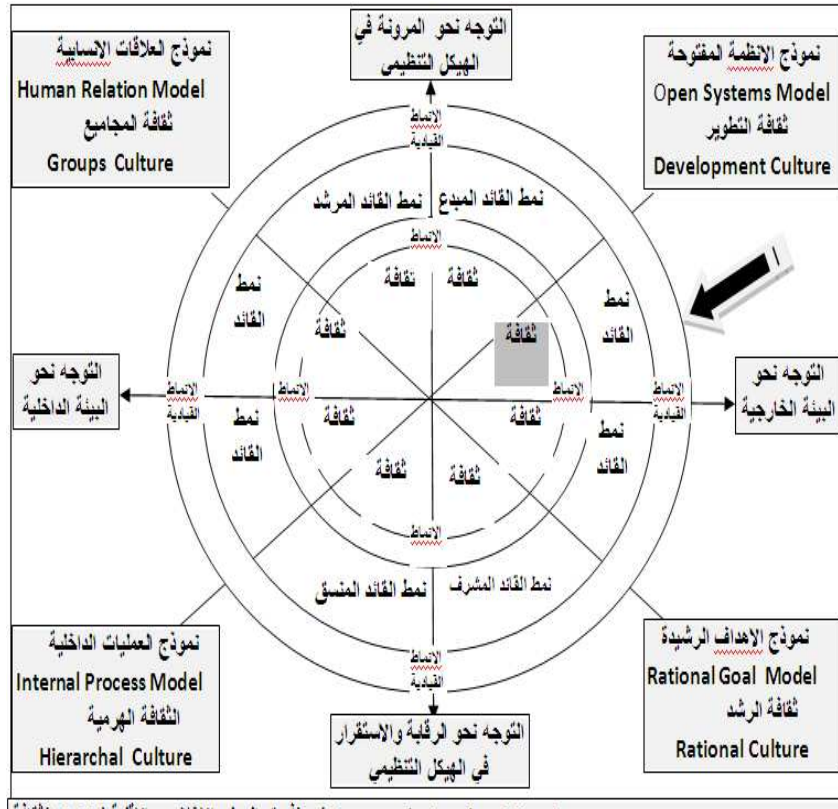 التوجه نحو المرونة في
الهيكل التنظيمي
نموذج الانظمة المفتوحة
Open Systems Model
ثقافة التطوير
Development Culture
نموذج العلاقات الانسابية
Human Relation Model
ثقافة المجاميع
Groups Culture
الانماط
القيادية
نمط القائد المبدع
نمط القائد المرشد
الانماط
ثقافة
ثقافة
نمط
القائد
نمط
القائد
ثقافة
ثقافة
التوجه نحو
البيئة الخارجية
الانماط
القيادية
الانماط
الانماط
الانماط
القيادية
التوجه نحو
البيئة الداخلية
ثقافة
ثقافة
نمط
القائد
نمط
القائد
ثقافة
ثقافة
الانماط
نمط القائد المشرف
نمط القائد المنسق
الانماط
القيادية
نموذج الاهداف الرشيدة
Rational Goal Model
ثقافة الرشد
Rational Culture
نموذج العمليات الداخلية
Internal Process Model
الثقافة الهرمية
Hierarchal Culture
التوجه نحو الرقابة والاستقرار
في الهيكل التنظيمي